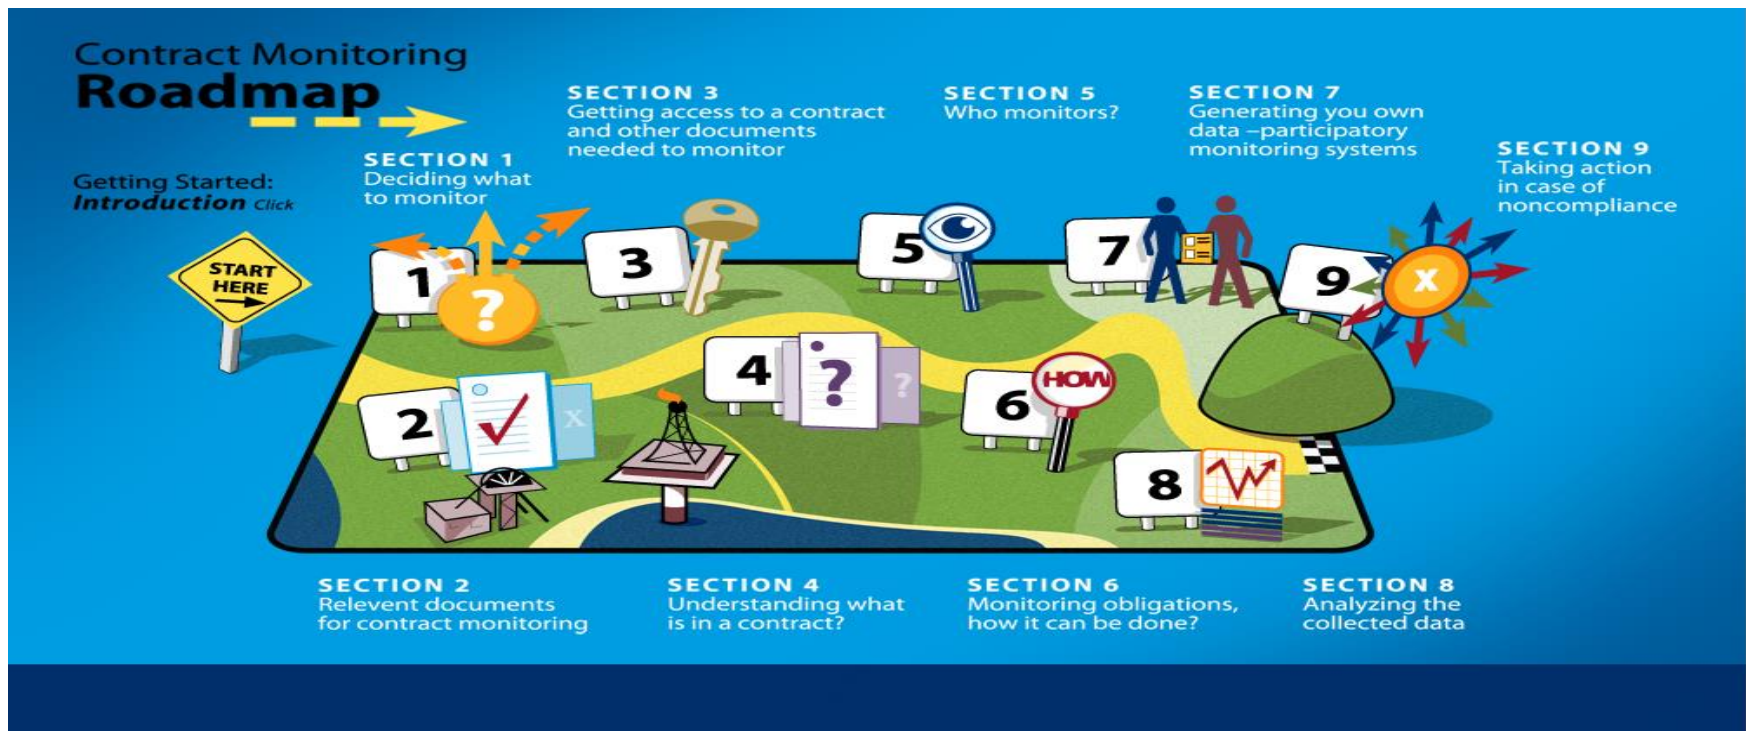 Contract Monitoring
Roadmap
Getting Started:
Introduction Click
START
HERE
SECTION 1
Deciding what
to monitor
SECTION 3
Getting access to a contract
and other documents
needed to monitor
SECTION 5
Who monitors?
SECTION 7
Generating you own
data –participatory
monitoring systems
SECTION 9
Taking action
in case of
noncompliance
1
?
3
5
7
9
X
2
X
4
?
?
6
HOW
8
SECTION 2
Relevent documents
for contract monitoring
SECTION 4
Understanding what
is in a contract?
SECTION 6
Monitoring obligations,
how it can be done?
SECTION 8
Analyzing the
collected data